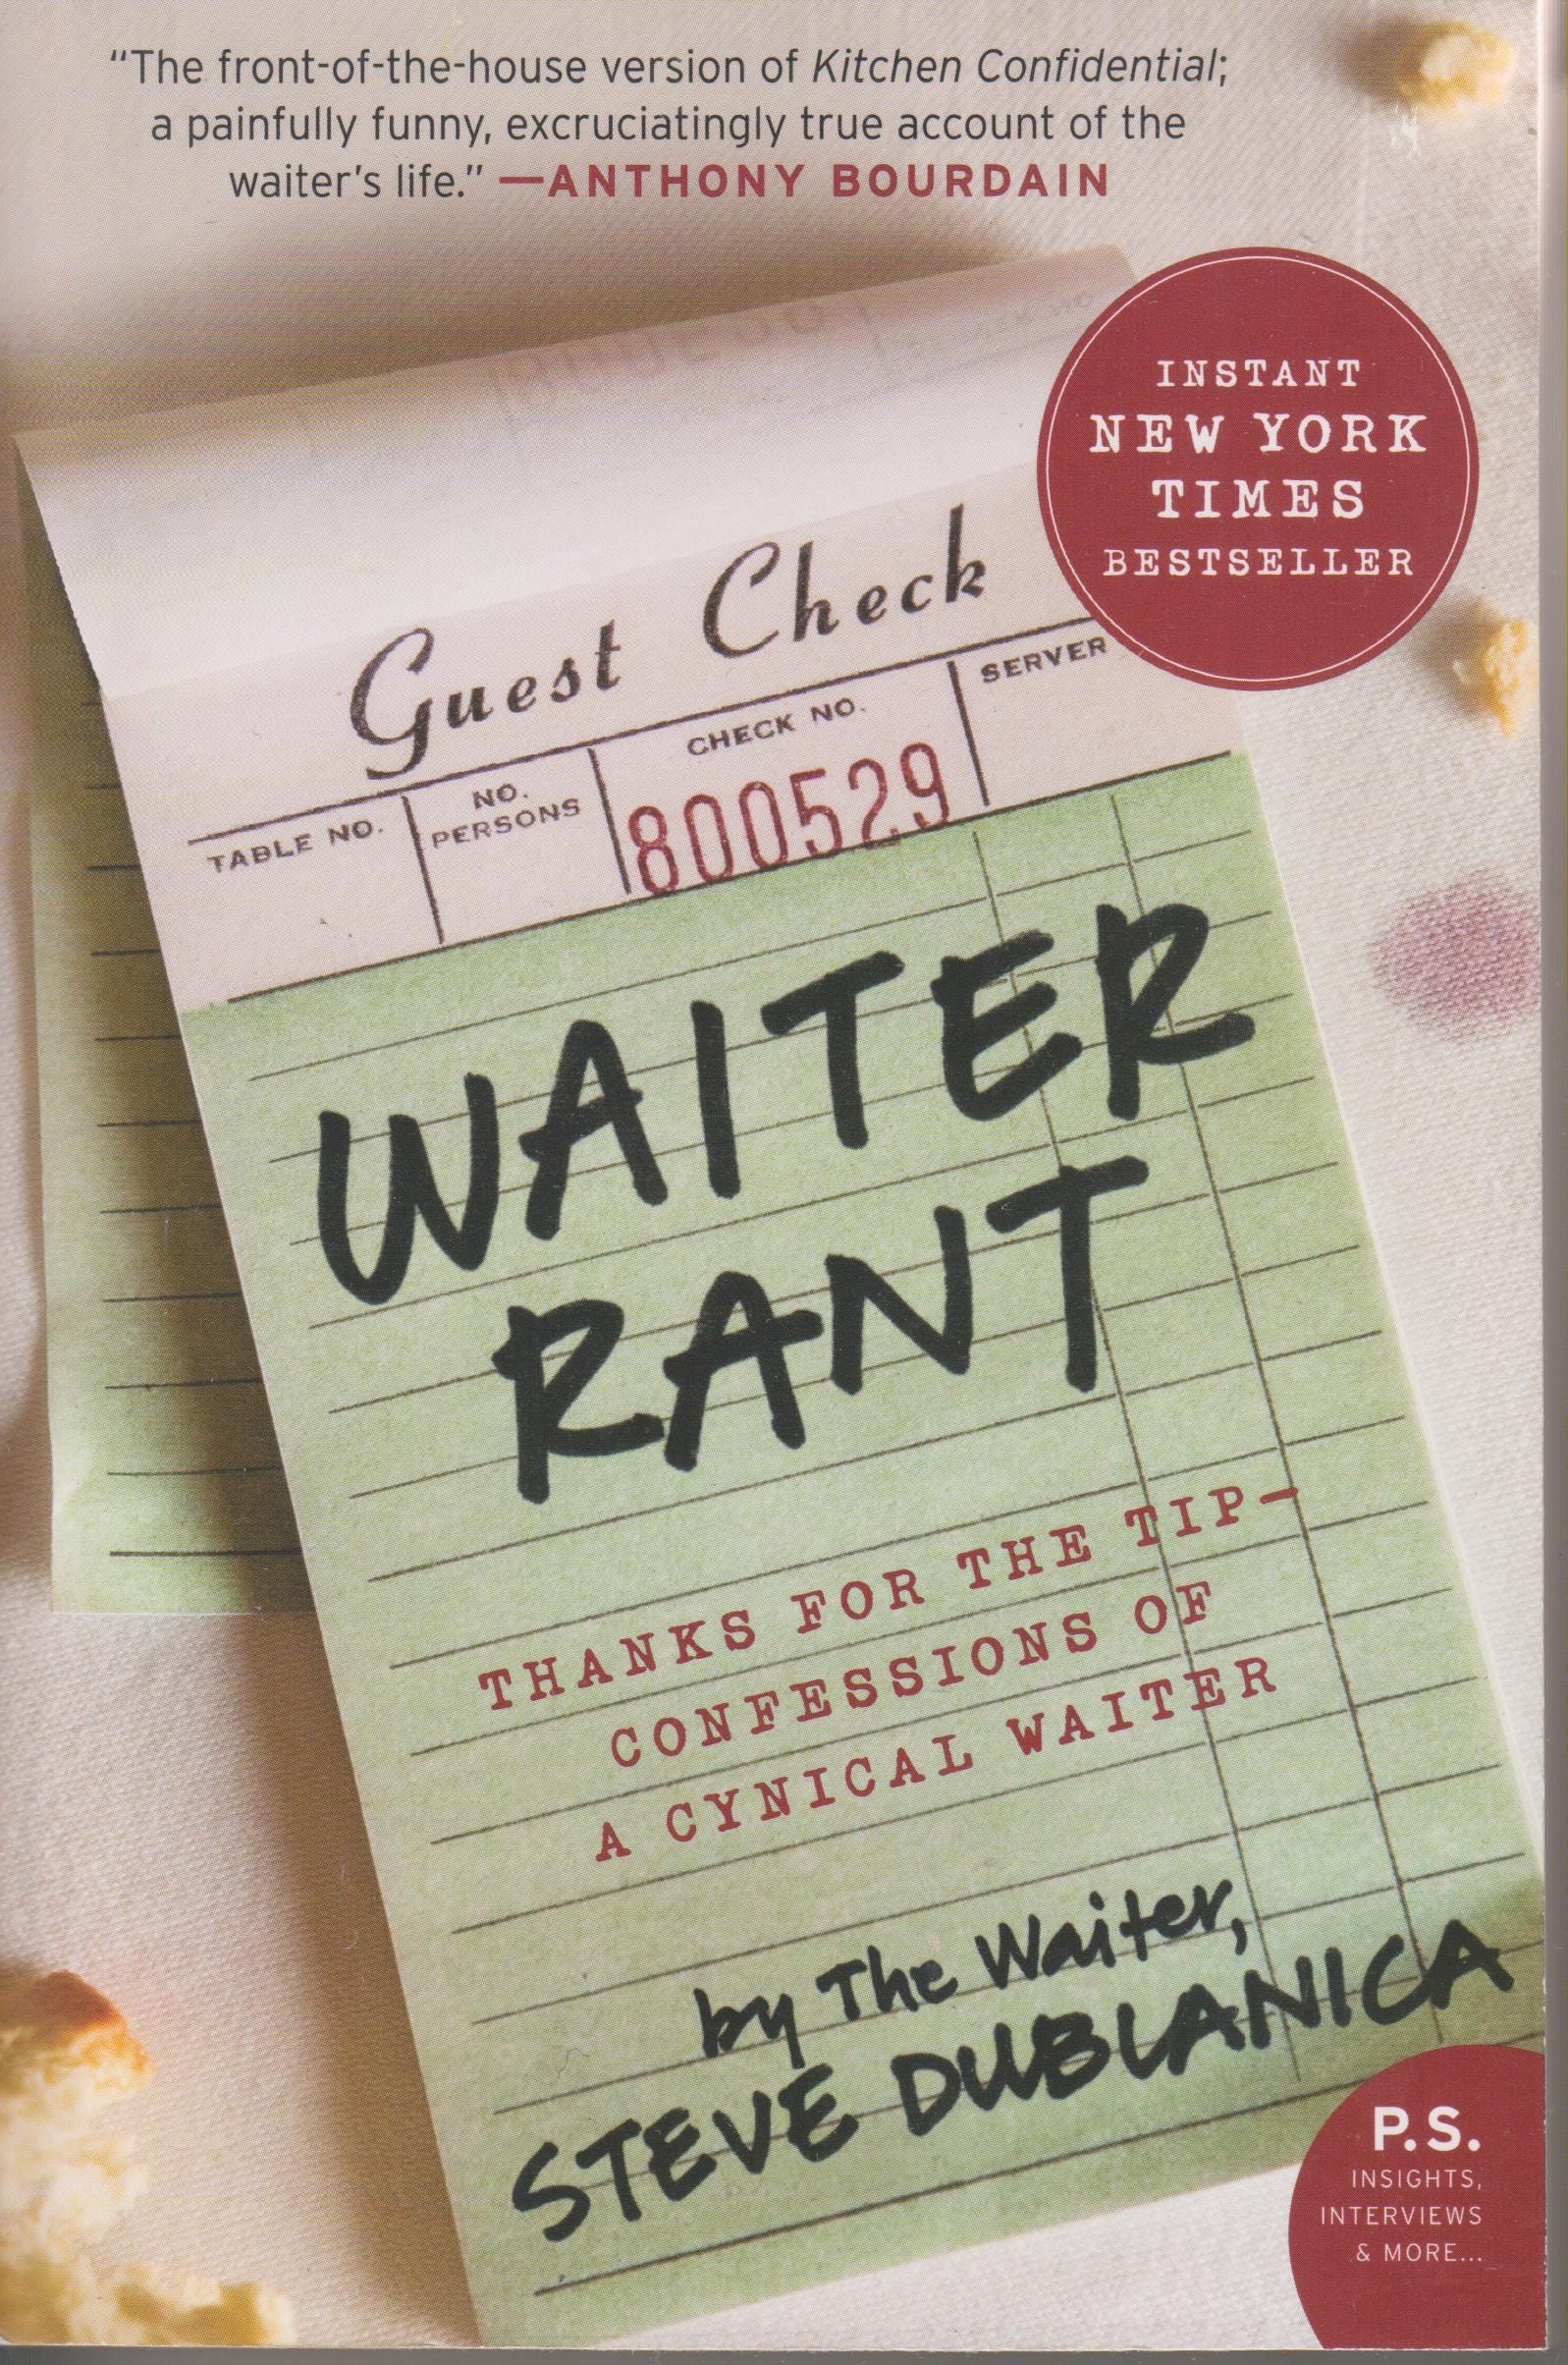 “The front-of-the-house version of Kitchen Confidential;
a painfully funny, excruciatingly true account of the
waiter’s life.” —ANTHONY BOURDAIN
INSTANT
NEW YORK
TIMES
BESTSELLER
Guest Check
TABLE NO.
NO.
PERSONS
CHECK NO.
800529
SERVER
WAITER
RANT
THANKS FOR THE TIP—
CONFESSIONS OF
A CYNICAL WAITER
by The Waiter,
STEVE DUBLANICA
P.S.
INSIGHTS,
INTERVIEWS
& MORE...